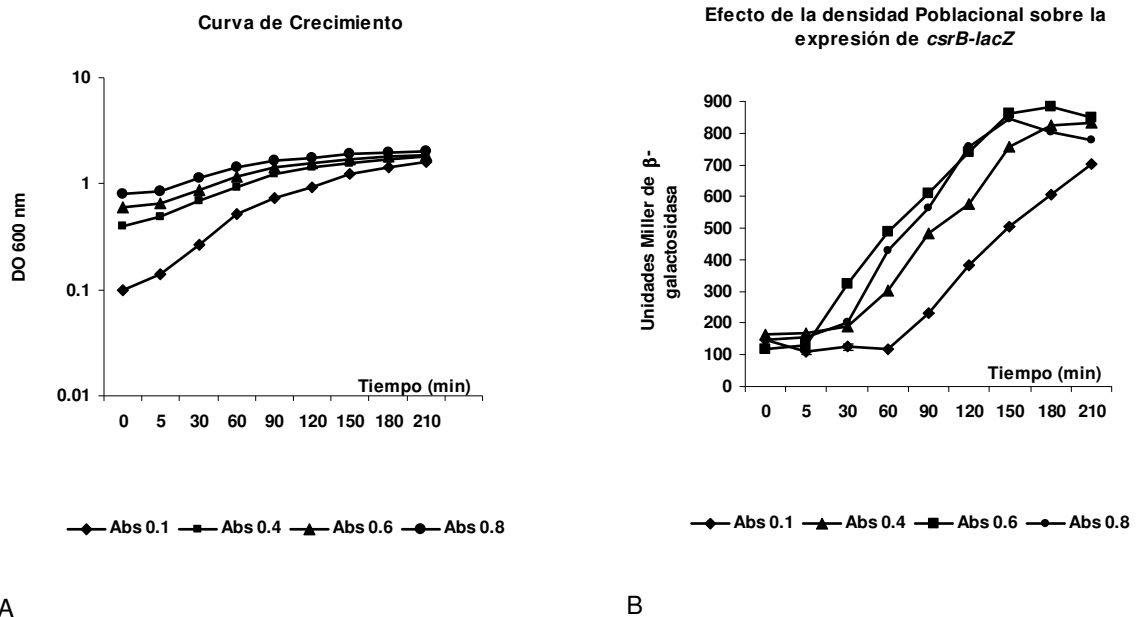 Curva de Crecimiento
10
1
0.1
0.01
DO 600 nm
Tiempo (min)
0 5 30 60 90 120 150 180 210
Abs 0.1 Abs 0.4 Abs 0.6 Abs 0.8
A
Efecto de la densidad Poblacional sobre la
expresión de csrB-lacZ
900
800
700
600
500
400
300
200
100
0
Unidades Miller de β-
galactosidasa
Tiempo (min)
0 5 30 60 90 120 150 180 210
Abs 0.1 Abs 0.4 Abs 0.6 Abs 0.8
B